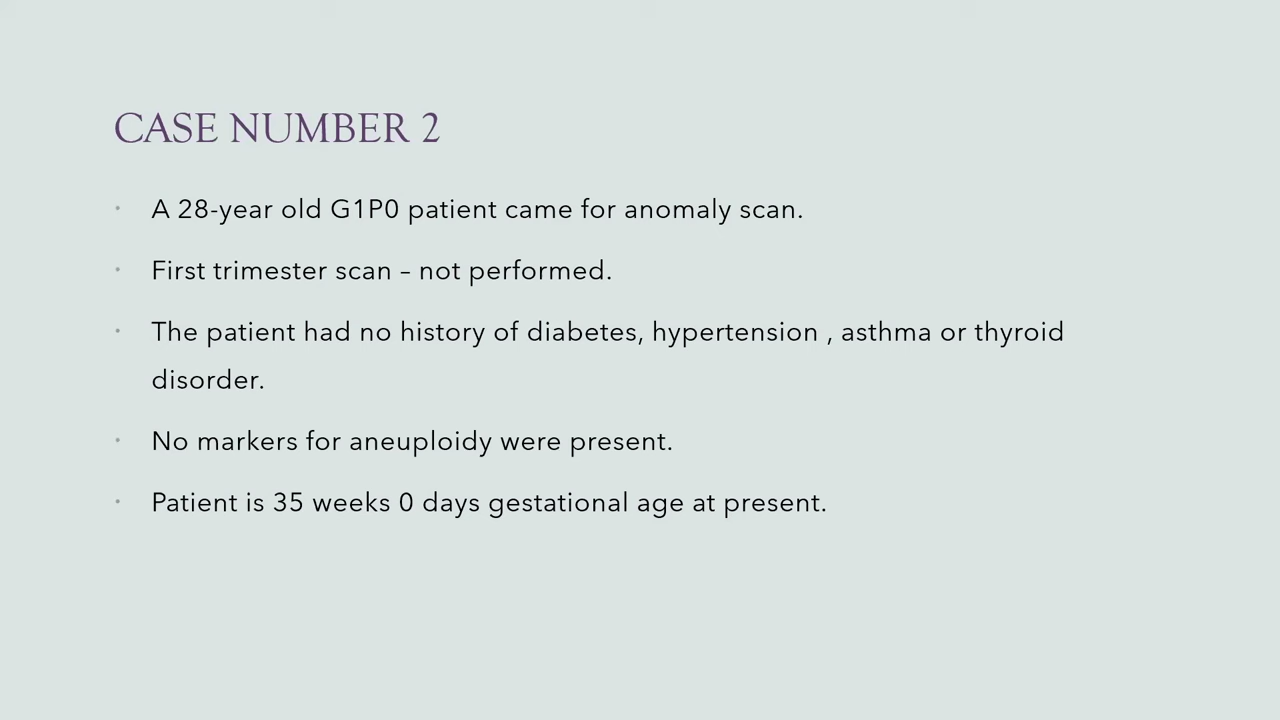 CASE NUMBER 2
• A 28-year old G1P0 patient came for anomaly scan.
• First trimester scan – not performed.
• The patient had no history of diabetes, hypertension , asthma or thyroid
disorder.
• No markers for aneuploidy were present.
• Patient is 35 weeks 0 days gestational age at present.